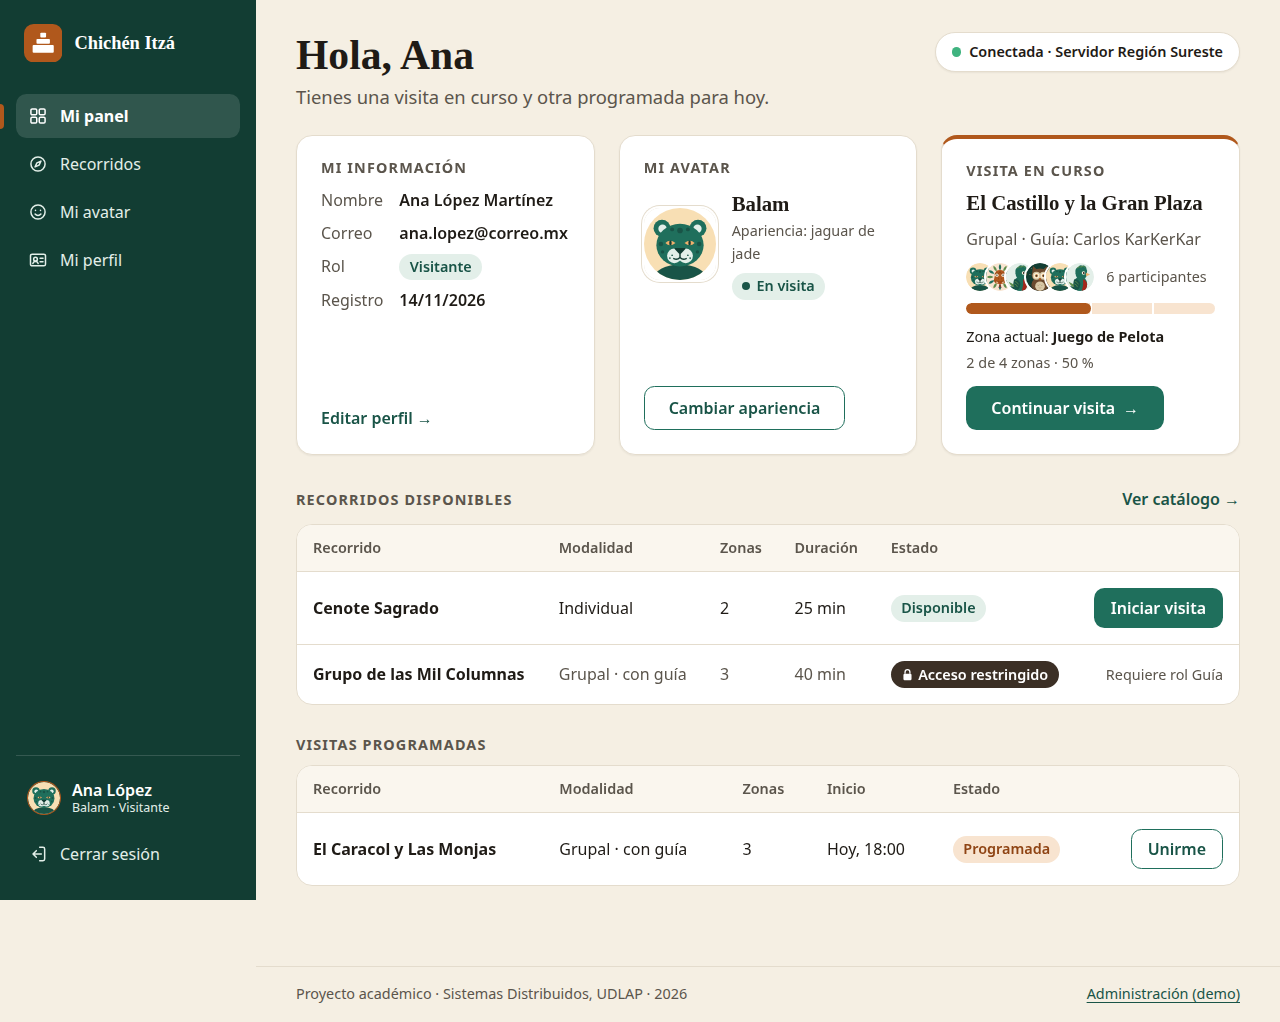 Chichén Itzá
Mi panel
Recorridos
Mi avatar
Mi perfil
Ana López
Balam · Visitante
Cerrar sesión
Hola, Ana
Tienes una visita en curso y otra programada para hoy.
Conectada · Servidor Región Sureste
MI INFORMACIÓN
Nombre Ana López Martínez
Correo ana.lopez@correo.mx
Rol Visitante
Registro 14/11/2026
Editar perfil →
MI AVATAR
Balam
Apariencia: jaguar de
jade
En visita
Cambiar apariencia
VISITA EN CURSO
El Castillo y la Gran Plaza
Grupal · Guía: Carlos KarKerKar
6 participantes
Zona actual: Juego de Pelota
2 de 4 zonas · 50 %
Continuar visita →
RECORRIDOS DISPONIBLES
Ver catálogo →
Recorrido Modalidad Zonas Duración Estado
Cenote Sagrado Individual 2 25 min Disponible Iniciar visita
Grupo de las Mil Columnas Grupal · con guía 3 40 min Acceso restringido Requiere rol Guía
VISITAS PROGRAMADAS
Recorrido Modalidad Zonas Inicio Estado
El Caracol y Las Monjas Grupal · con guía 3 Hoy, 18:00 Programada Unirme
Proyecto académico · Sistemas Distribuidos, UDLAP · 2026
Administración (demo)